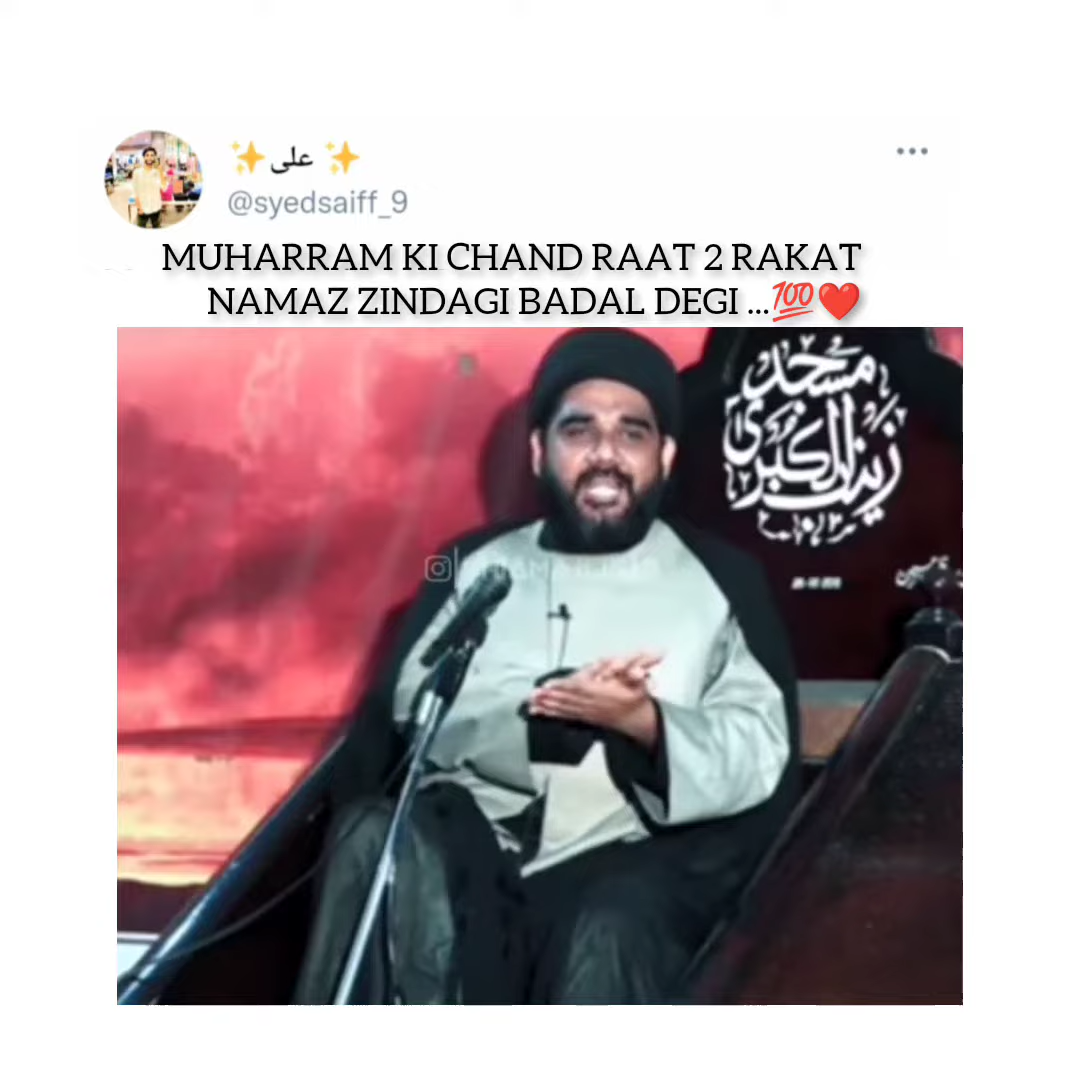 ✨ علی ✨
@syedsaiff_9
MUHARRAM KI CHAND RAAT 2 RAKAT
NAMAZ ZINDAGI BADAL DEGI ...💯❤️
مسجد
زینب الکبری